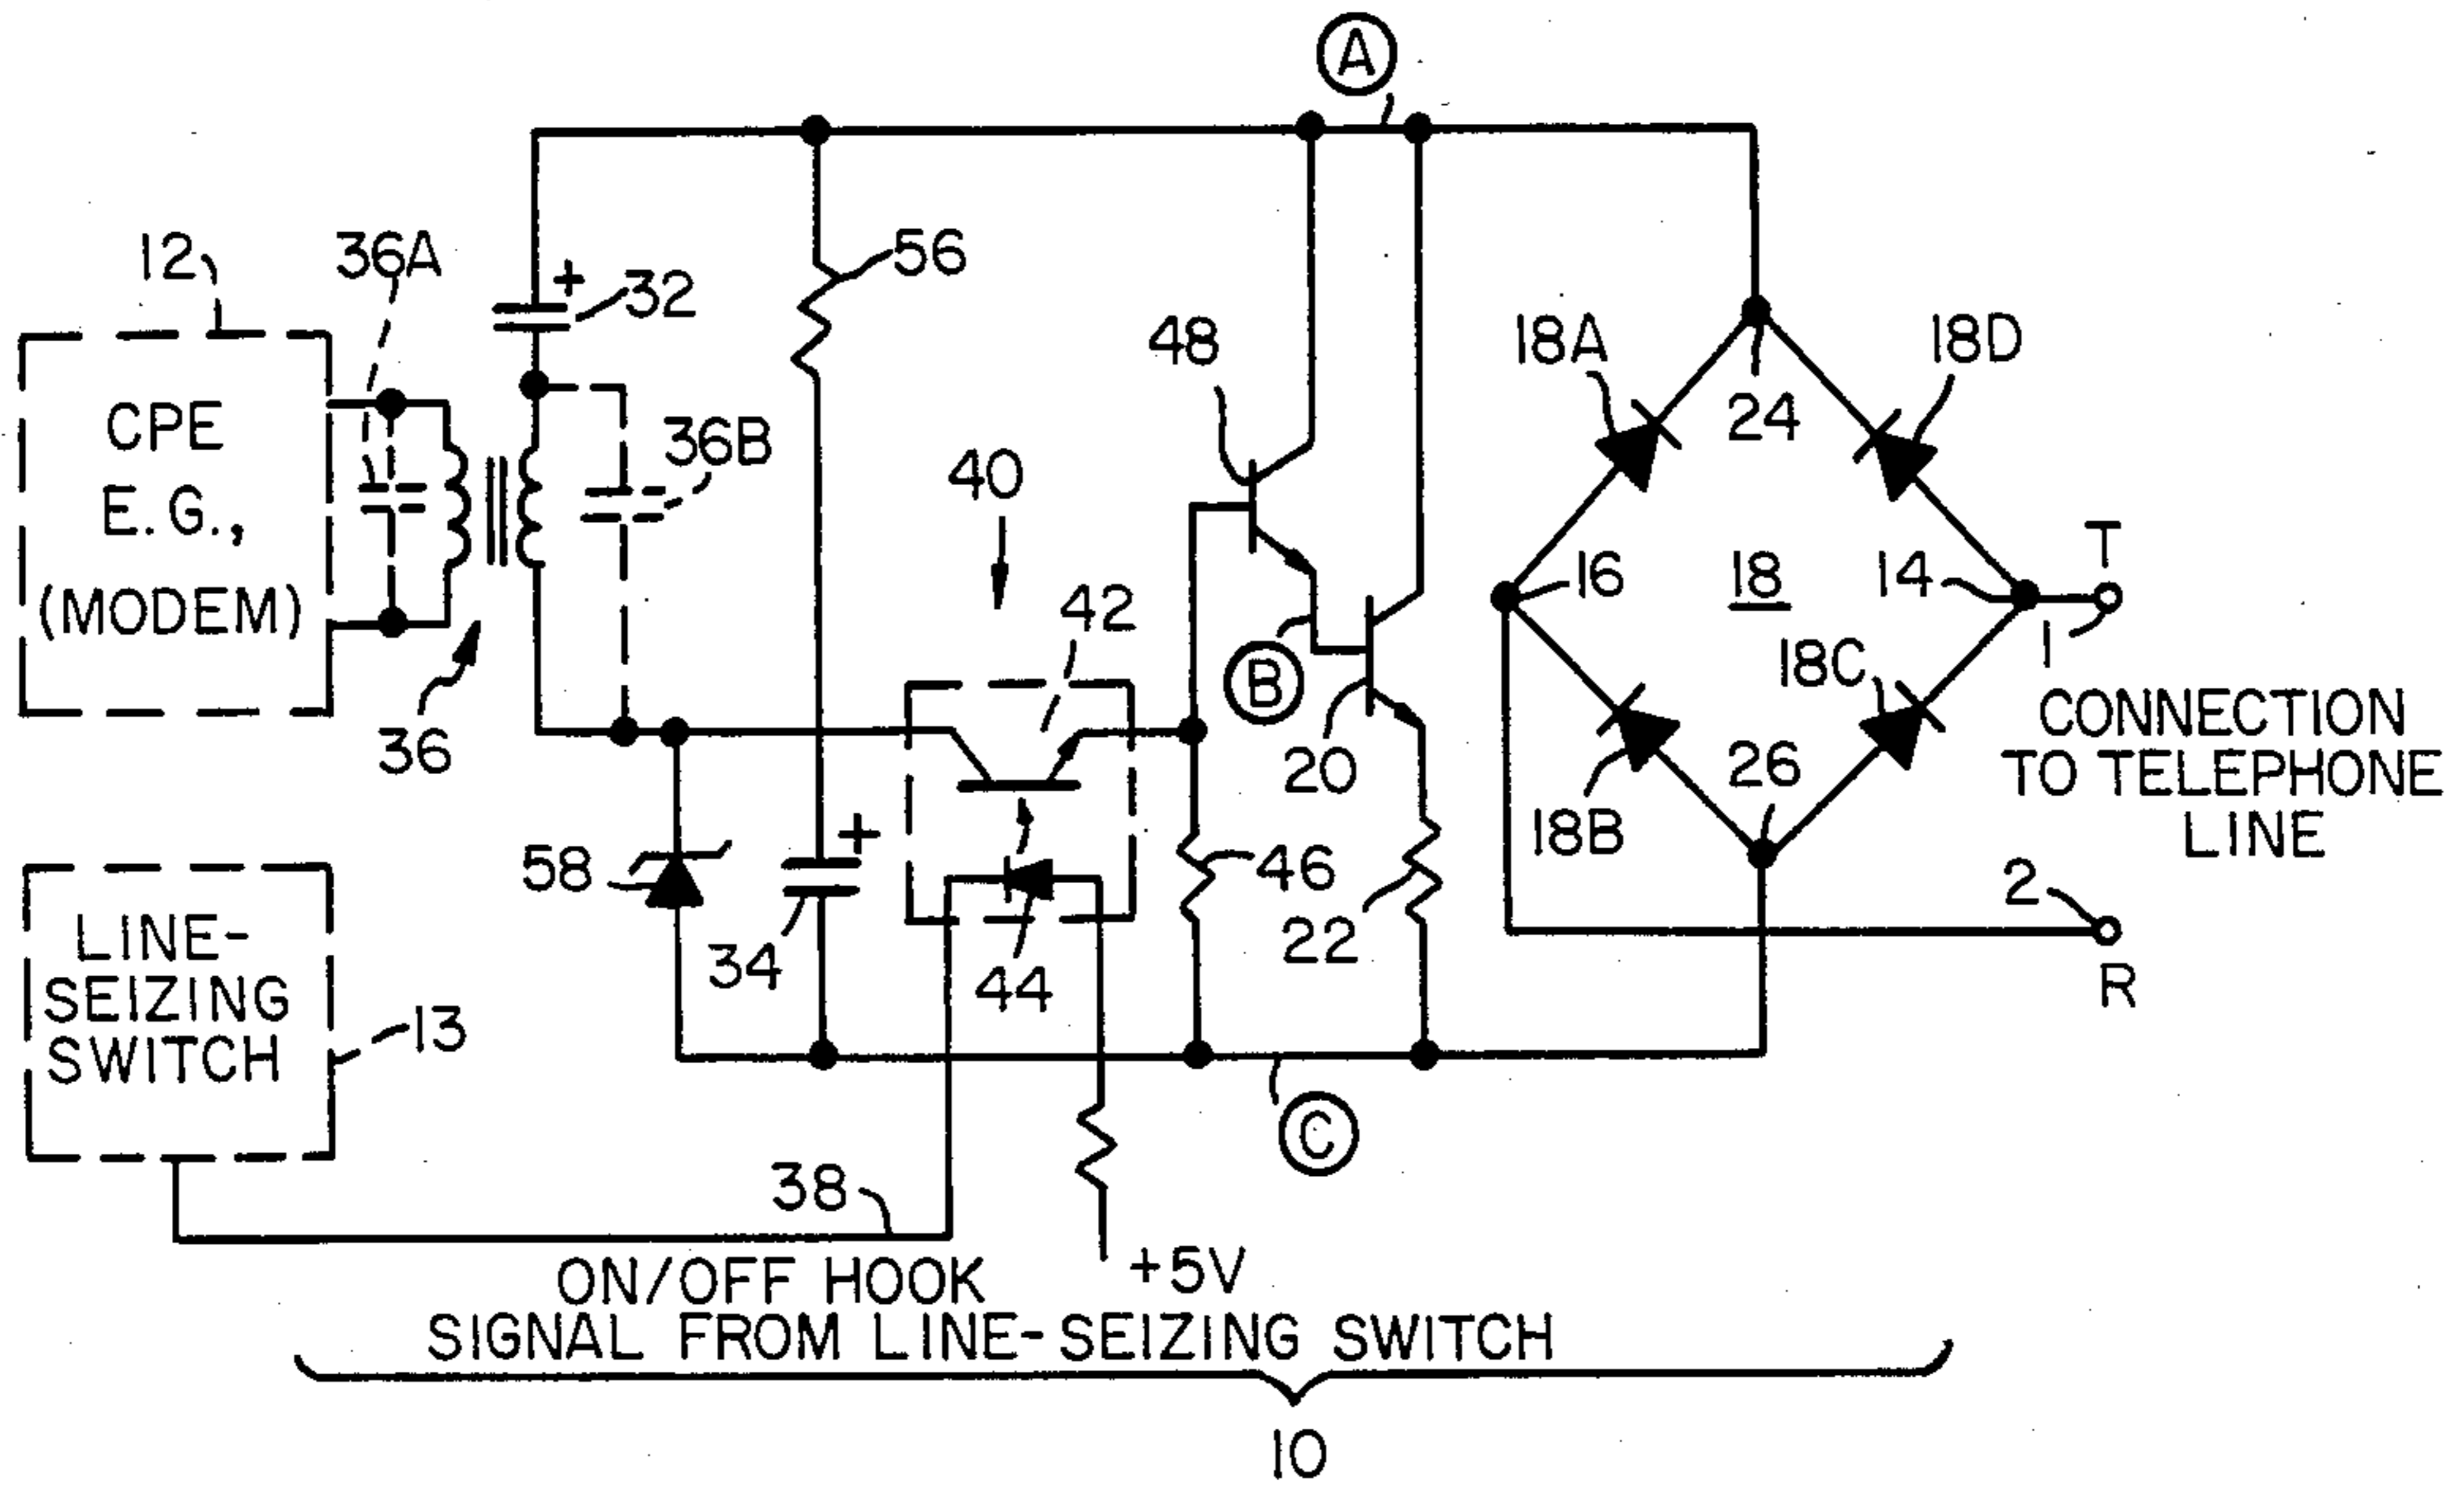 A
12
36A
56
+
32
48
18A
24
18D
CPE
E.G.,
(MODEM)
36B
40
42
16
18
14
T
1
36
B
20
18C
18B
26
CONNECTION
TO TELEPHONE
LINE
58
+
34
44
46
22
2
R
LINE-
SEIZING
SWITCH
13
C
38
+5V
ON/OFF HOOK
SIGNAL FROM LINE-SEIZING SWITCH
10